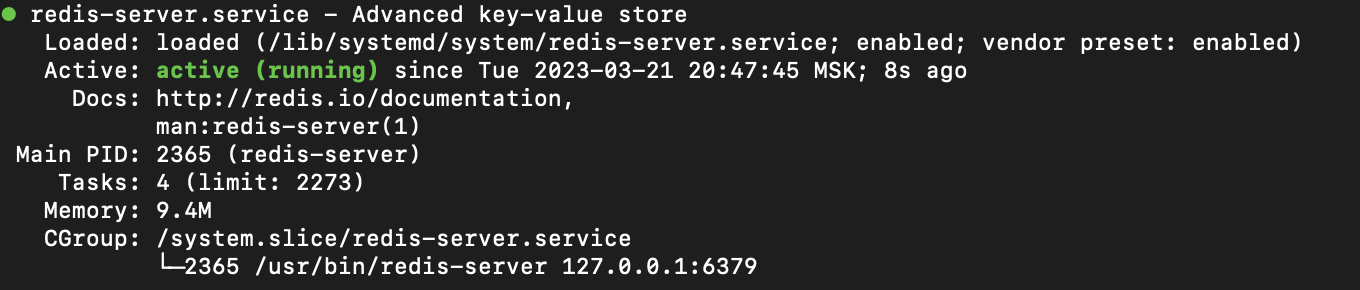 ● redis-server.service - Advanced key-value store
Loaded: loaded (/lib/systemd/system/redis-server.service; enabled; vendor preset: enabled)
Active: active (running) since Tue 2023-03-21 20:47:45 MSK; 8s ago
Docs: http://redis.io/documentation,
man:redis-server(1)
Main PID: 2365 (redis-server)
Tasks: 4 (limit: 2273)
Memory: 9.4M
CGroup: /system.slice/redis-server.service
└─2365 /usr/bin/redis-server 127.0.0.1:6379